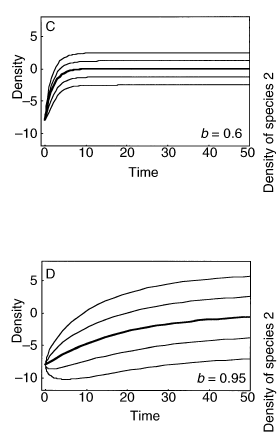 C
5
0
−5
−10
Density
b = 0.6
0 10 20 30 40 50
Time
Density of species 2
D
5
0
−5
−10
Density
b = 0.95
0 10 20 30 40 50
Time
Density of species 2